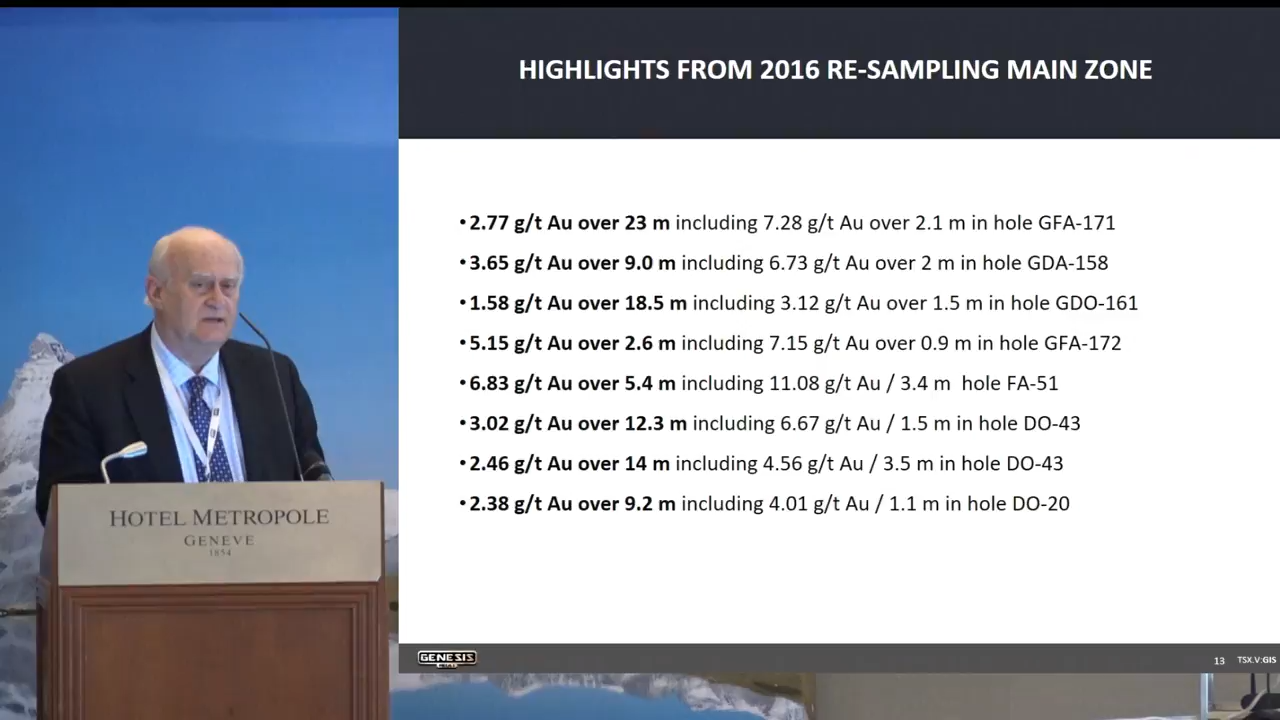 HIGHLIGHTS FROM 2016 RE-SAMPLING MAIN ZONE
•2.77 g/t Au over 23 m including 7.28 g/t Au over 2.1 m in hole GFA-171
•3.65 g/t Au over 9.0 m including 6.73 g/t Au over 2 m in hole GDA-158
•1.58 g/t Au over 18.5 m including 3.12 g/t Au over 1.5 m in hole GDO-161
•5.15 g/t Au over 2.6 m including 7.15 g/t Au over 0.9 m in hole GFA-172
•6.83 g/t Au over 5.4 m including 11.08 g/t Au / 3.4 m hole FA-51
•3.02 g/t Au over 12.3 m including 6.67 g/t Au / 1.5 m in hole DO-43
•2.46 g/t Au over 14 m including 4.56 g/t Au / 3.5 m in hole DO-43
•2.38 g/t Au over 9.2 m including 4.01 g/t Au / 1.1 m in hole DO-20
HOTEL METROPOLE
GENEVE
1854
GENESIS
13 TSX.V:GIS